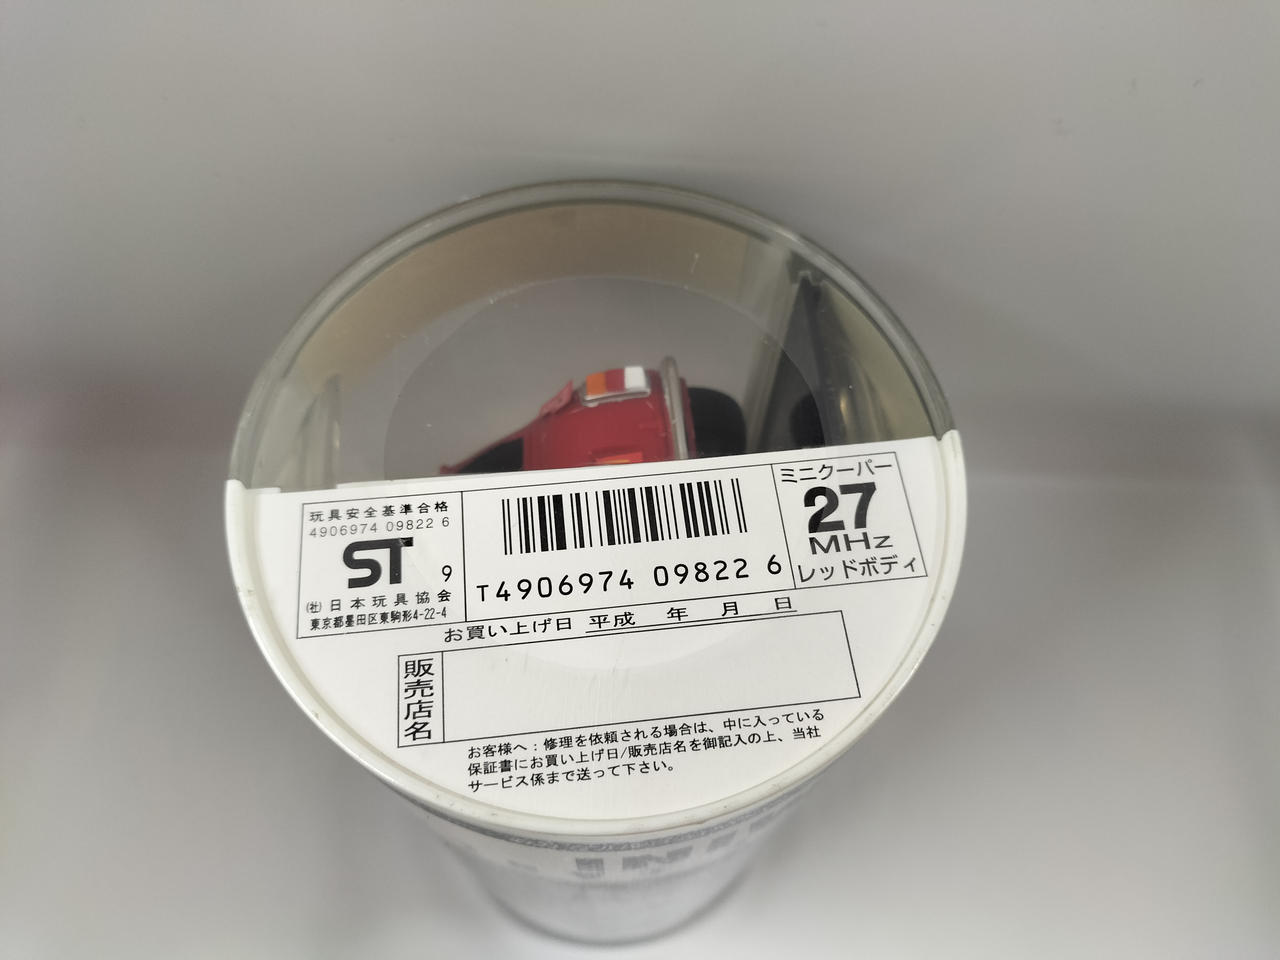 玩具安全基準合格
4906974 09822 6
ST 9
(社)日本玩具協会
東京都墨田区東駒形4-22-4
T4906974 09822 6
ミニクーパー
27
MHz
レッドボディ
お買い上げ日 平成 年 月 日
販売店名
お客様へ：修理を依頼される場合は、中に入っている
保証書にお買い上げ日/販売店名を御記入の上、当社
サービス係まで送って下さい。